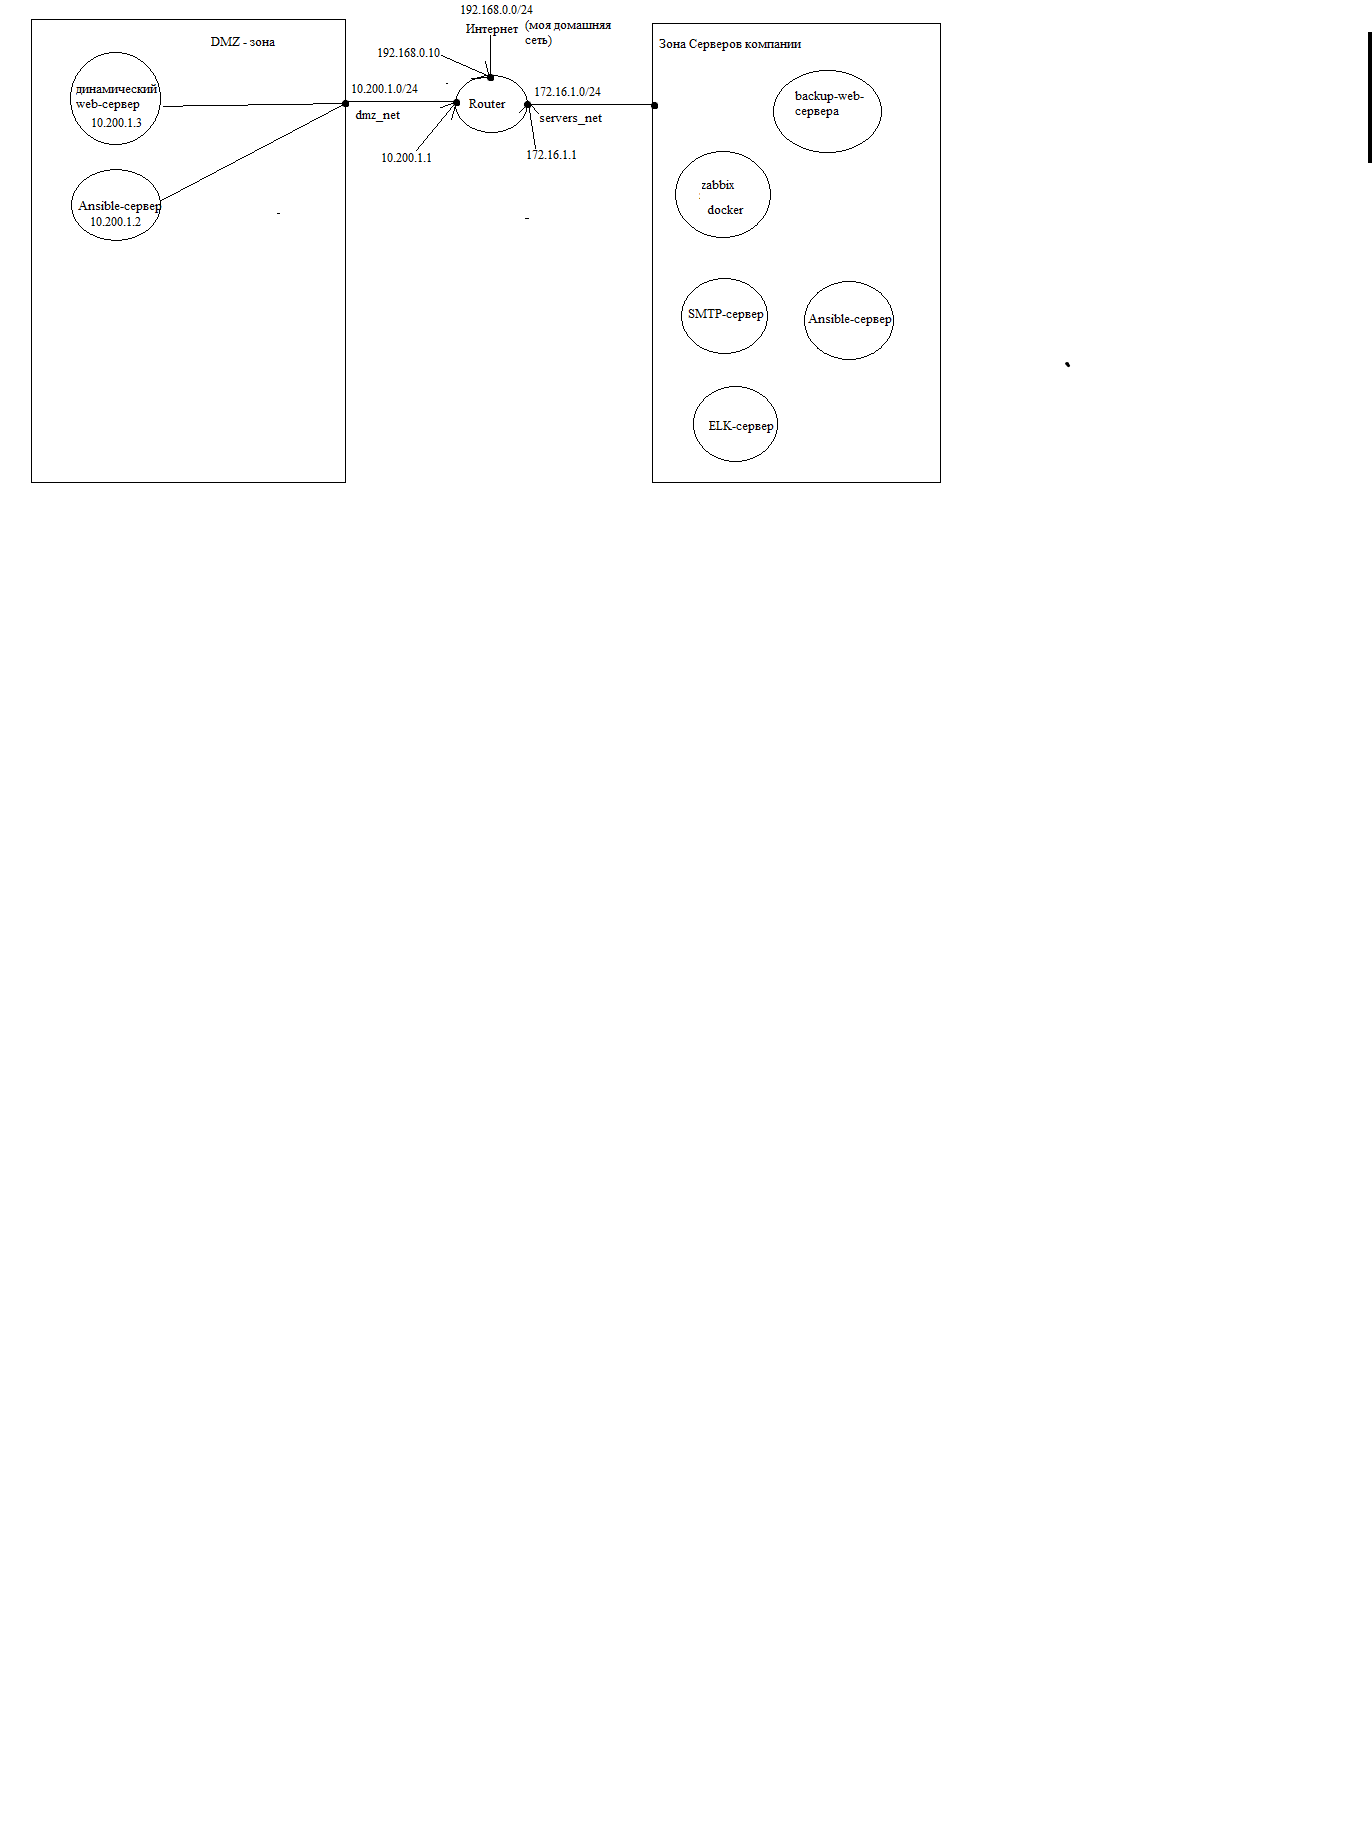 192.168.0.0/24
Интернет
(моя домашняя
сеть)
192.168.0.10
DMZ - зона
динамический
web-сервер
10.200.1.3
Ansible-сервер
10.200.1.2
10.200.1.0/24
dmz_net
10.200.1.1
Router
172.16.1.0/24
servers_net
172.16.1.1
Зона Серверов компании
backup-web-
сервера
zabbix
docker
SMTP-сервер
Ansible-сервер
ELK-сервер